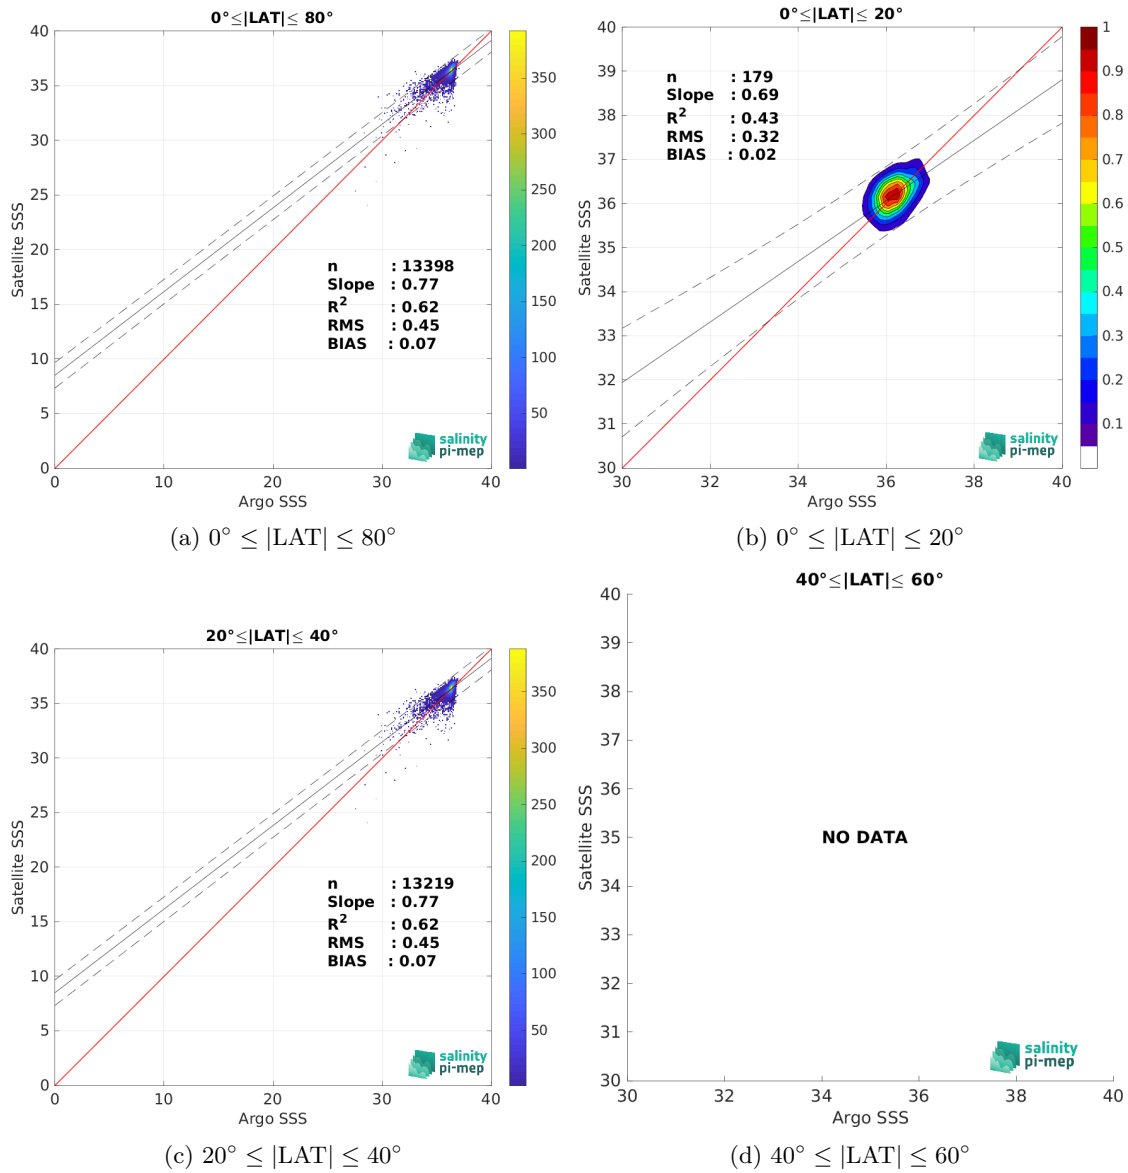 0°≤|LAT|≤ 80°
40
35
30
25
20
15
10
5
0
Satellite SSS
0
10
20
30
40
Argo SSS
n : 13398
Slope : 0.77
R² : 0.62
RMS : 0.45
BIAS : 0.07
350
300
250
200
150
100
50
salinity
pi-mep
(a) 0° ≤ |LAT| ≤ 80°
0°≤|LAT|≤ 20°
40
39
38
37
36
35
34
33
32
31
30
Satellite SSS
30
32
34
36
38
40
Argo SSS
n : 179
Slope : 0.69
R² : 0.43
RMS : 0.32
BIAS : 0.02
1
0.9
0.8
0.7
0.6
0.5
0.4
0.3
0.2
0.1
salinity
pi-mep
(b) 0° ≤ |LAT| ≤ 20°
20°≤|LAT|≤ 40°
40
35
30
25
20
15
10
5
0
Satellite SSS
0
10
20
30
40
Argo SSS
n : 13219
Slope : 0.77
R² : 0.62
RMS : 0.45
BIAS : 0.07
350
300
250
200
150
100
50
salinity
pi-mep
(c) 20° ≤ |LAT| ≤ 40°
40°≤|LAT|≤ 60°
40
39
38
37
36
35
34
33
32
31
30
Satellite SSS
NO DATA
30
32
34
36
38
40
Argo SSS
salinity
pi-mep
(d) 40° ≤ |LAT| ≤ 60°